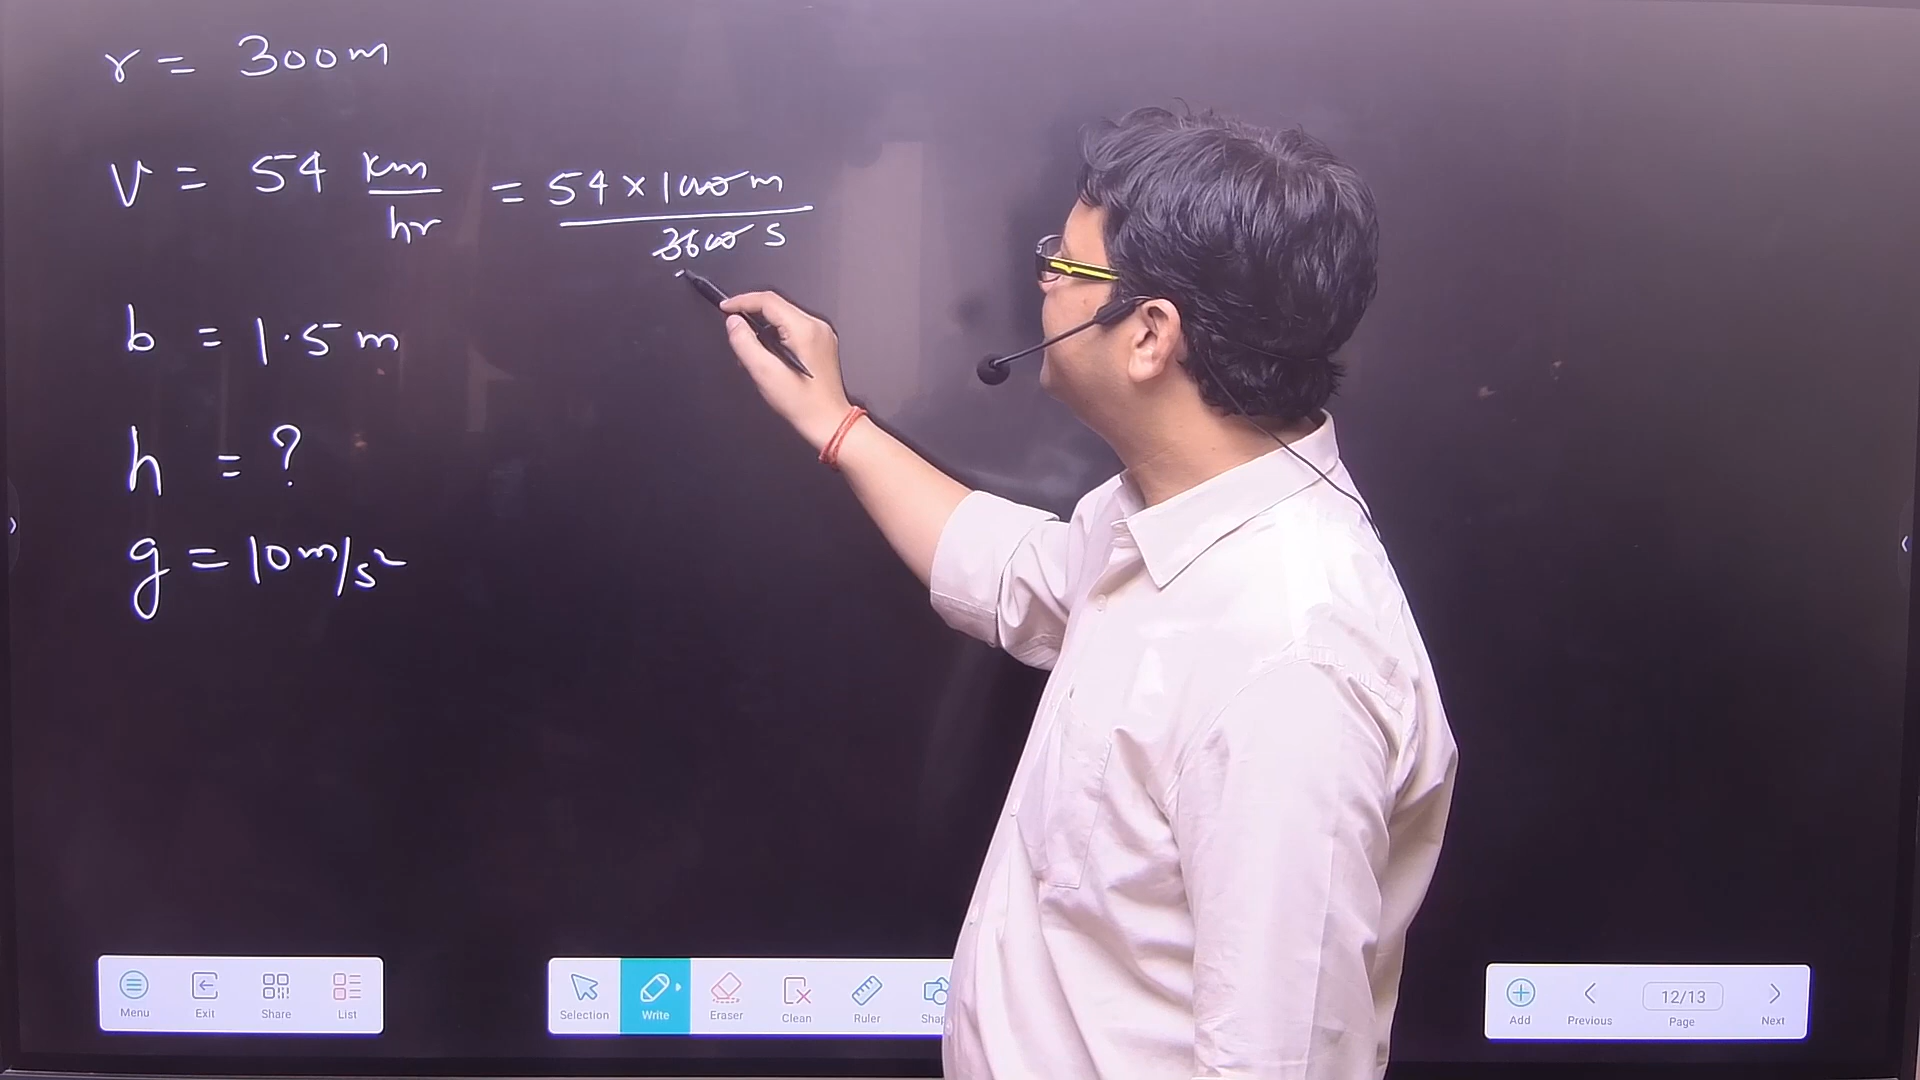 r = 300m
V = 54 km/hr = 54 × 1000 m / 3600 s
b = 1.5 m
h = ?
g = 10 m/s²
Menu Exit Share List
Selection Write Eraser Clean Ruler
Add Previous 12/13 Page Next